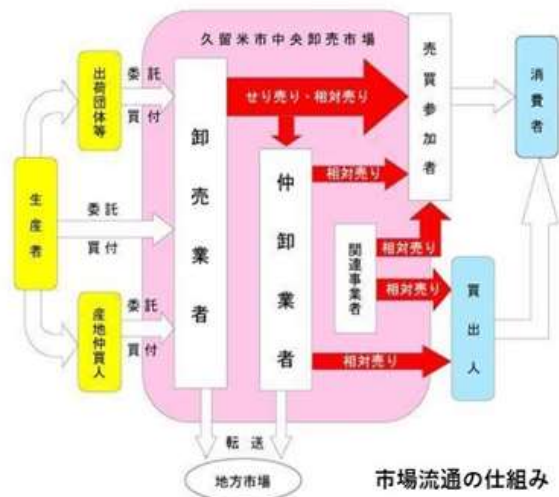 久留米市中央卸売市場
出荷団体等
委託
買付
卸売業者
せり売り・相対売り
売買参加者
消費者
生産者
委託
買付
仲卸業者
相対売り
関連事業者
相対売り
相対売り
買出人
産地仲買人
委託
買付
相対売り
転送
地方市場
市場流通の仕組み